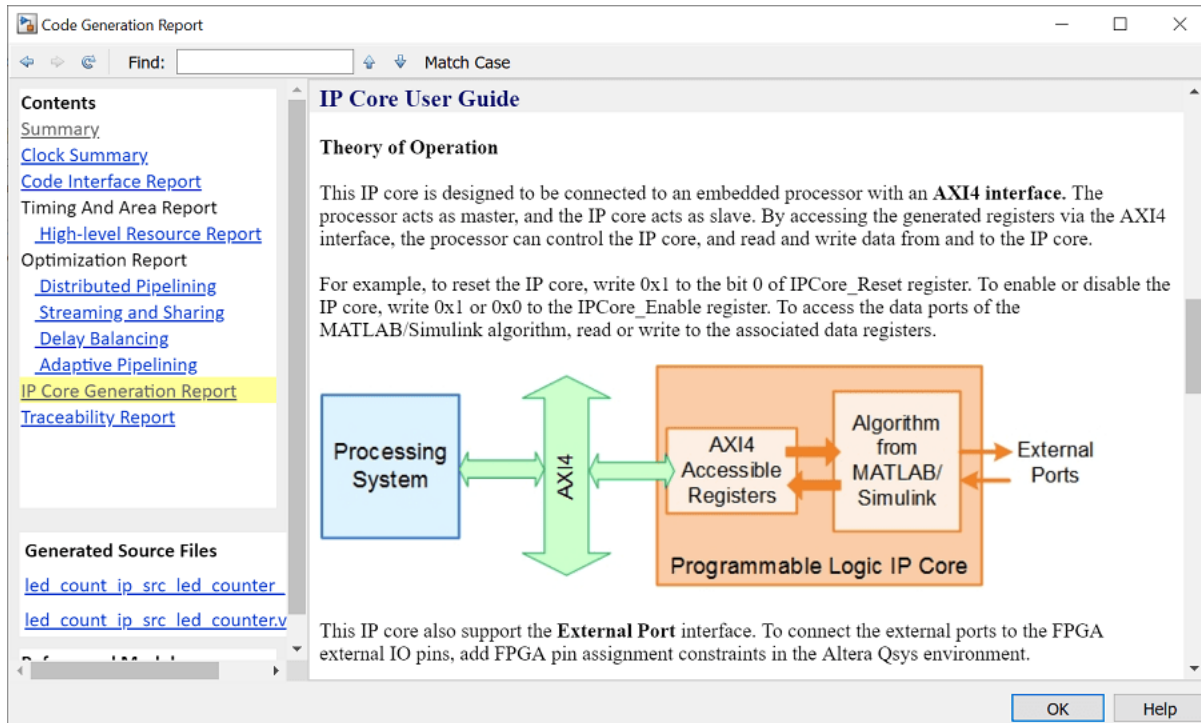 Code Generation Report
Find:
Match Case
Contents
Summary
Clock Summary
Code Interface Report
Timing And Area Report
High-level Resource Report
Optimization Report
Distributed Pipelining
Streaming and Sharing
Delay Balancing
Adaptive Pipelining
IP Core Generation Report
Traceability Report
Generated Source Files
led_count_ip_src_led_counter_
led_count_ip_src_led_counter.v
IP Core User Guide
Theory of Operation
This IP core is designed to be connected to an embedded processor with an AXI4 interface. The
processor acts as master, and the IP core acts as slave. By accessing the generated registers via the AXI4
interface, the processor can control the IP core, and read and write data from and to the IP core.
For example, to reset the IP core, write 0x1 to the bit 0 of IPCore_Reset register. To enable or disable the
IP core, write 0x1 or 0x0 to the IPCore_Enable register. To access the data ports of the
MATLAB/Simulink algorithm, read or write to the associated data registers.
Processing
System
AXI4
AXI4
Accessible
Registers
Algorithm
from
MATLAB/
Simulink
External
Ports
Programmable Logic IP Core
This IP core also support the External Port interface. To connect the external ports to the FPGA
external IO pins, add FPGA pin assignment constraints in the Altera Qsys environment.
OK
Help